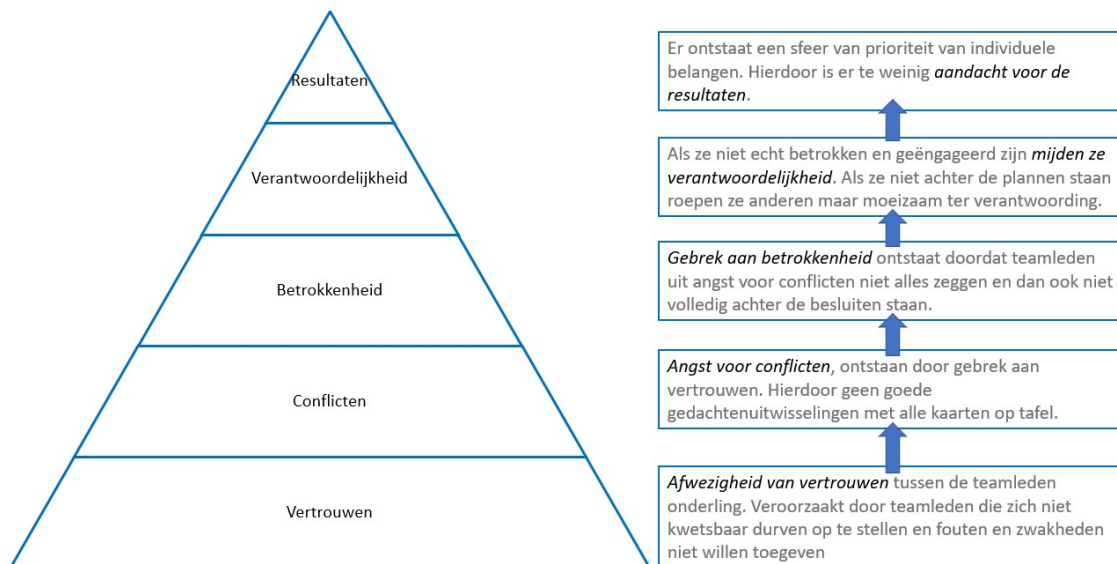 Resultaten
Verantwoordelijkheid
Betrokkenheid
Conflicten
Vertrouwen
Er ontstaat een sfeer van prioriteit van individuele
belangen. Hierdoor is er te weinig aandacht voor de
resultaten.
Als ze niet echt betrokken en geëngageerd zijn mijden ze
verantwoordelijkheid. Als ze niet achter de plannen staan
roepen ze anderen maar moeizaam ter verantwoording.
Gebrek aan betrokkenheid ontstaat doordat teamleden
uit angst voor conflicten niet alles zeggen en dan ook niet
volledig achter de besluiten staan.
Angst voor conflicten, ontstaan door gebrek aan
vertrouwen. Hierdoor geen goede
gedachtenuitwisselingen met alle kaarten op tafel.
Afwezigheid van vertrouwen tussen de teamleden
onderling. Veroorzaakt door teamleden die zich niet
kwetsbaar durven op te stellen en fouten en zwakheden
niet willen toegeven